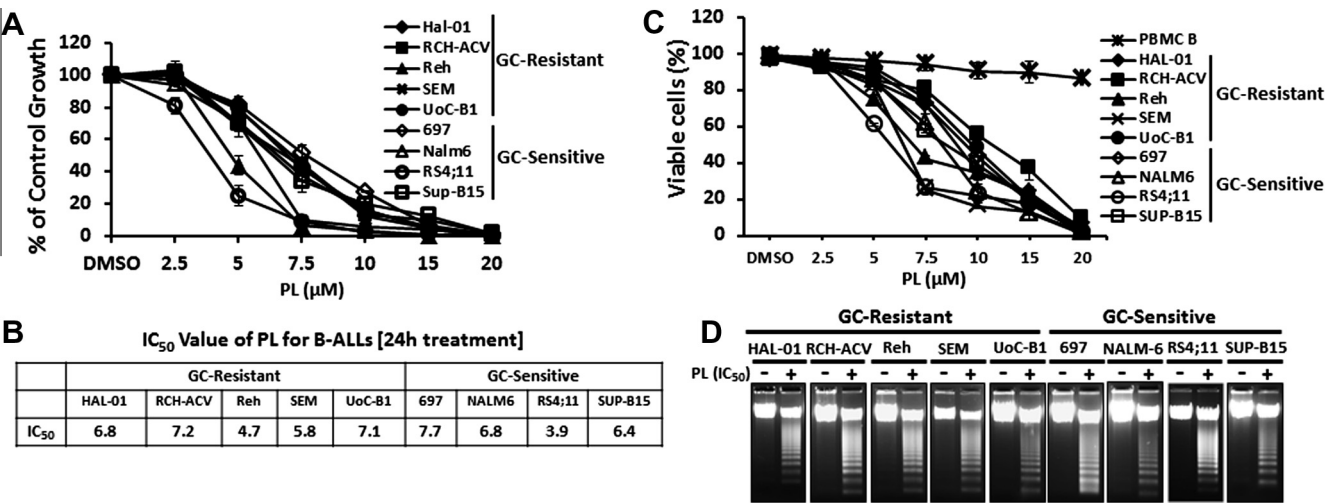 A
% of Control Growth
120
100
80
60
40
20
0
DMSO 2.5 5 7.5 10 15 20
PL (µM)
Hal-01
RCH-ACV
Reh
SEM
UoC-B1
697
Nalm6
RS4;11
Sup-B15
GC-Resistant
GC-Sensitive
B
IC50 Value of PL for B-ALLs [24h treatment]
GC-Resistant GC-Sensitive
HAL-01 RCH-ACV Reh SEM UoC-B1 697 NALM6 RS4;11 SUP-B15
IC50 6.8 7.2 4.7 5.8 7.1 7.7 6.8 3.9 6.4
C
Viable cells (%)
120
100
80
60
40
20
0
DMSO 2.5 5 7.5 10 15 20
PL (µM)
PBMC B
HAL-01
RCH-ACV
Reh
SEM
UoC-B1
697
NALM6
RS4;11
SUP-B15
GC-Resistant
GC-Sensitive
D
GC-Resistant GC-Sensitive
HAL-01 RCH-ACV Reh SEM UoC-B1 697 NALM-6 RS4;11 SUP-B15
PL (IC50) - + - + - + - + - + - + - + - + - +